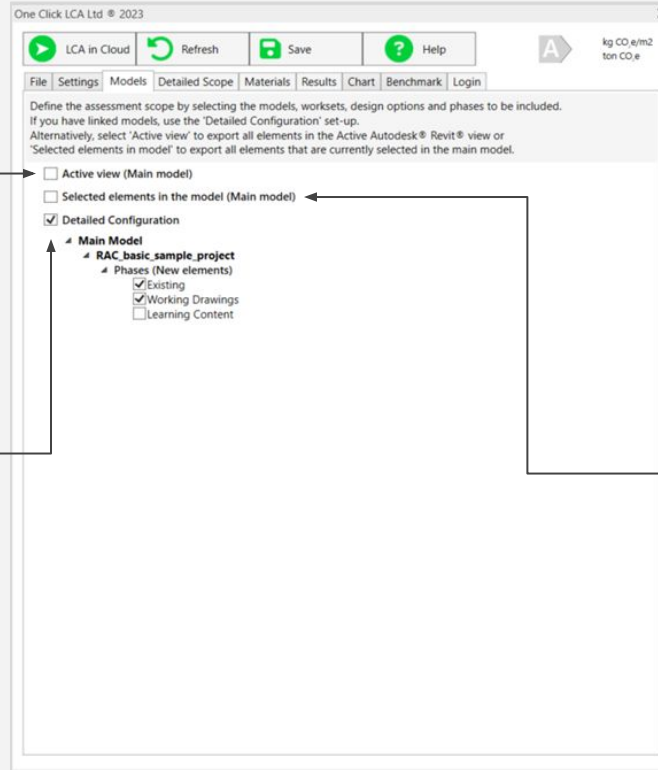 One Click LCA Ltd ® 2023
LCA in Cloud
Refresh
Save
Help
A
kg CO₂e/m2
ton CO₂e
File Settings Models Detailed Scope Materials Results Chart Benchmark Login
Define the assessment scope by selecting the models, worksets, design options and phases to be included.
If you have linked models, use the 'Detailed Configuration' set-up.
Alternatively, select 'Active view' to export all elements in the Active Autodesk® Revit® view or
'Selected elements in model' to export all elements that are currently selected in the main model.
Active view (Main model)
Selected elements in the model (Main model)
Detailed Configuration
Main Model
RAC_basic_sample_project
Phases (New elements)
Existing
Working Drawings
Learning Content